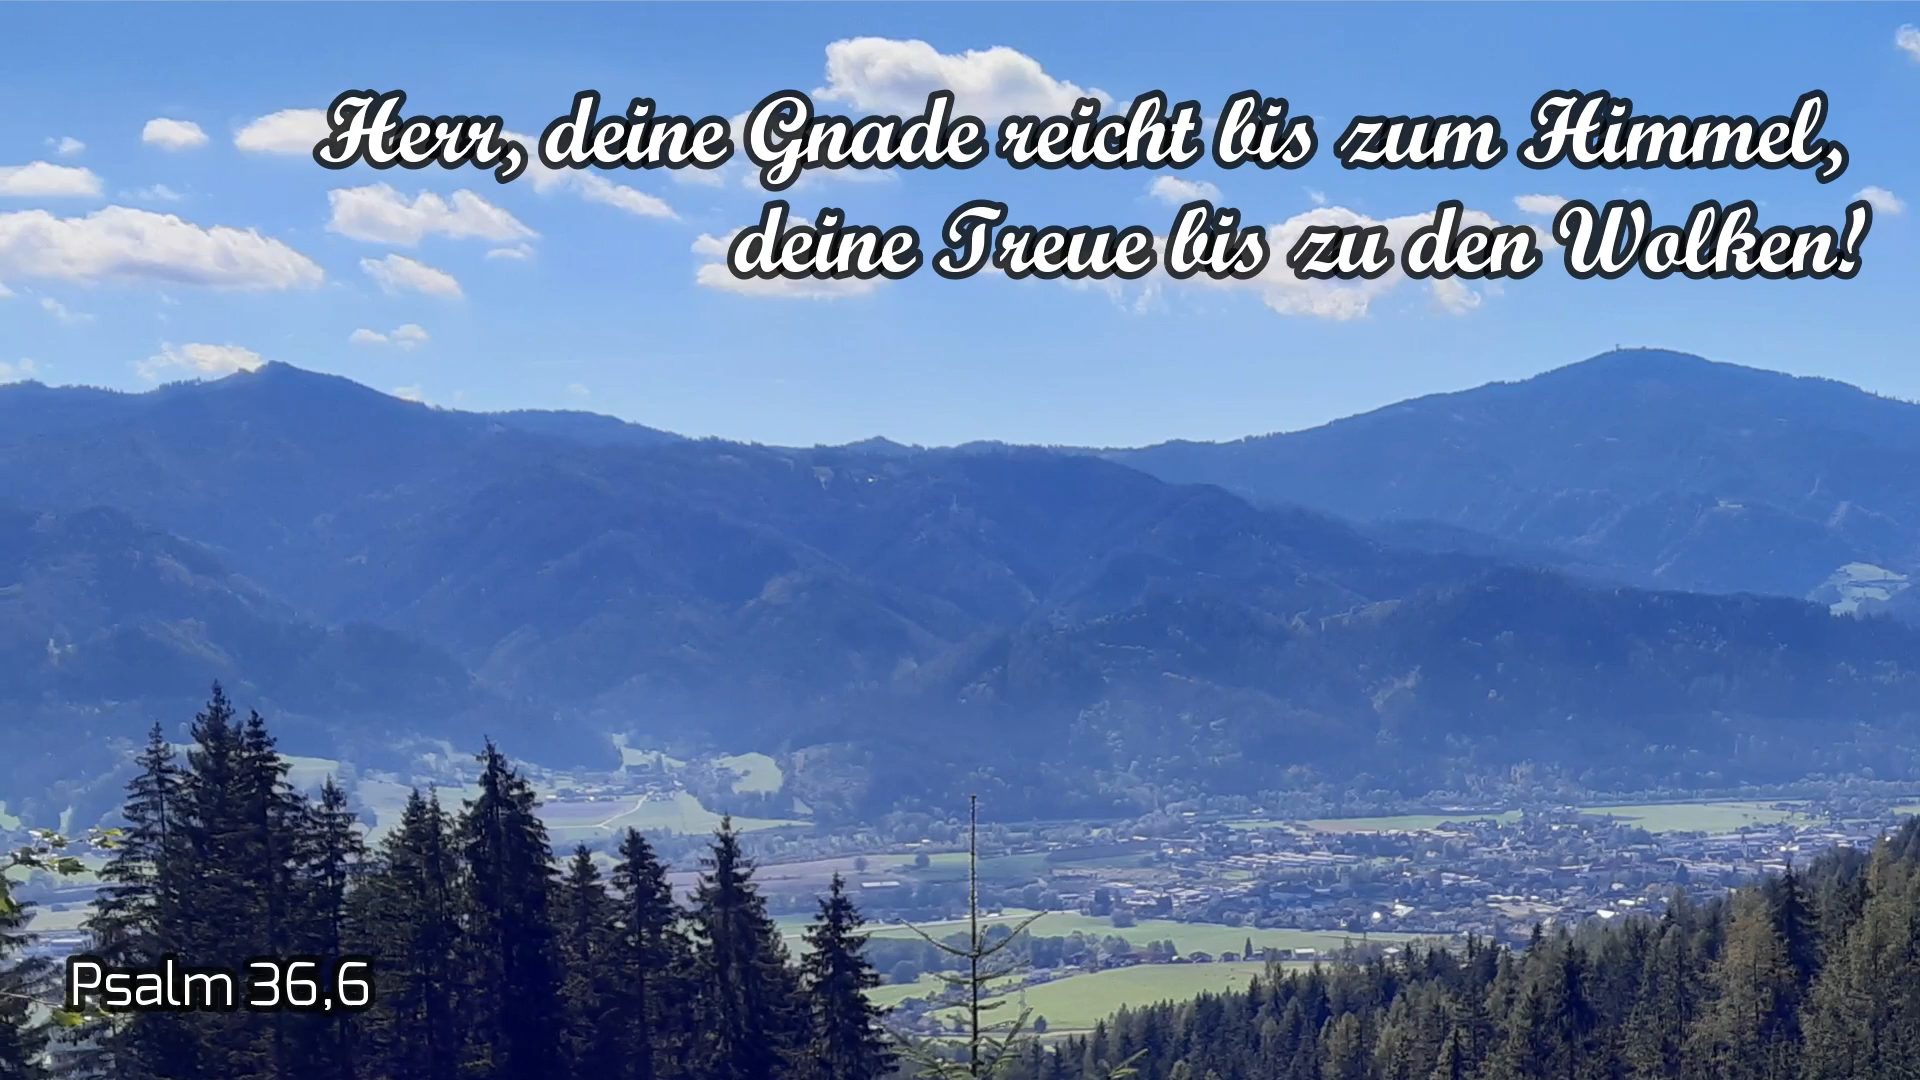 Herr, deine Gnade reicht bis zum Himmel,
deine Treue bis zu den Wolken!
Psalm 36,6